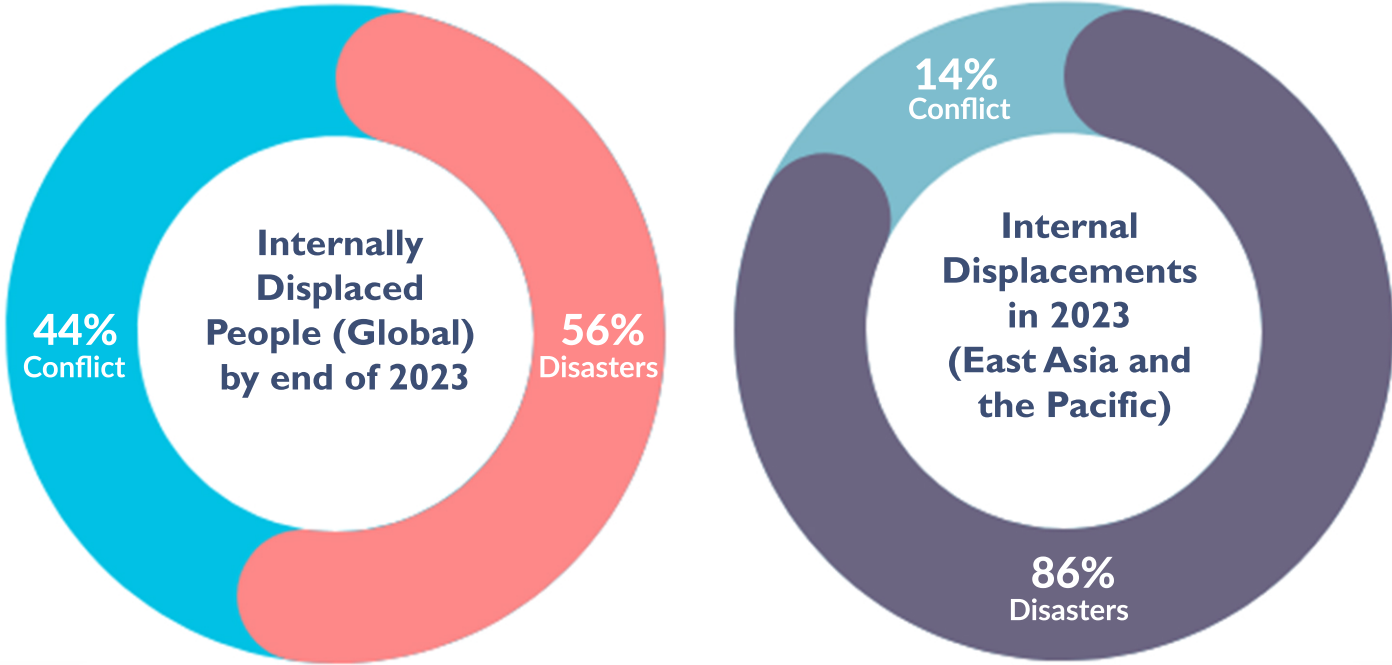 44%
Conflict
Internally
Displaced
People (Global)
by end of 2023
56%
Disasters
14%
Conflict
Internal
Displacements
in 2023
(East Asia and
the Pacific)
86%
Disasters